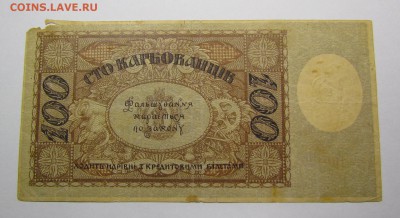 COINS.LAVE.RU
СТО КАРБОВАНЦІВ
100
100
Фальшування
карається
по закону
ХОДИТЬ НАРІВНІ З КРЕДИТОВИМИ БІЛЕТАМИ